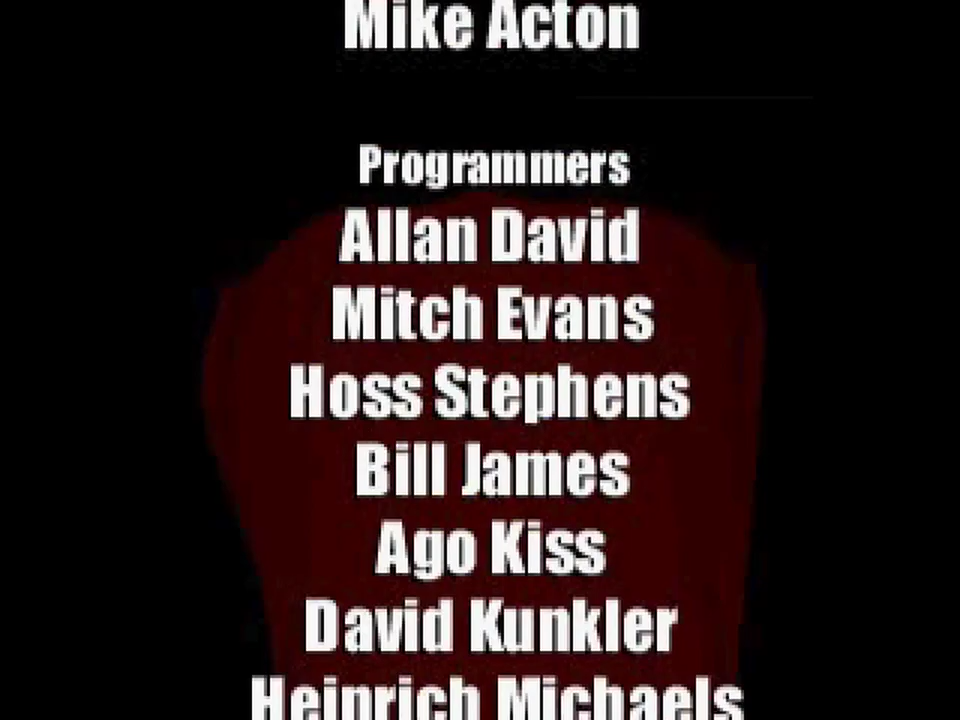 Mike Acton
Programmers
Allan David
Mitch Evans
Hoss Stephens
Bill James
Ago Kiss
David Kunkler
Heinrich Michaels